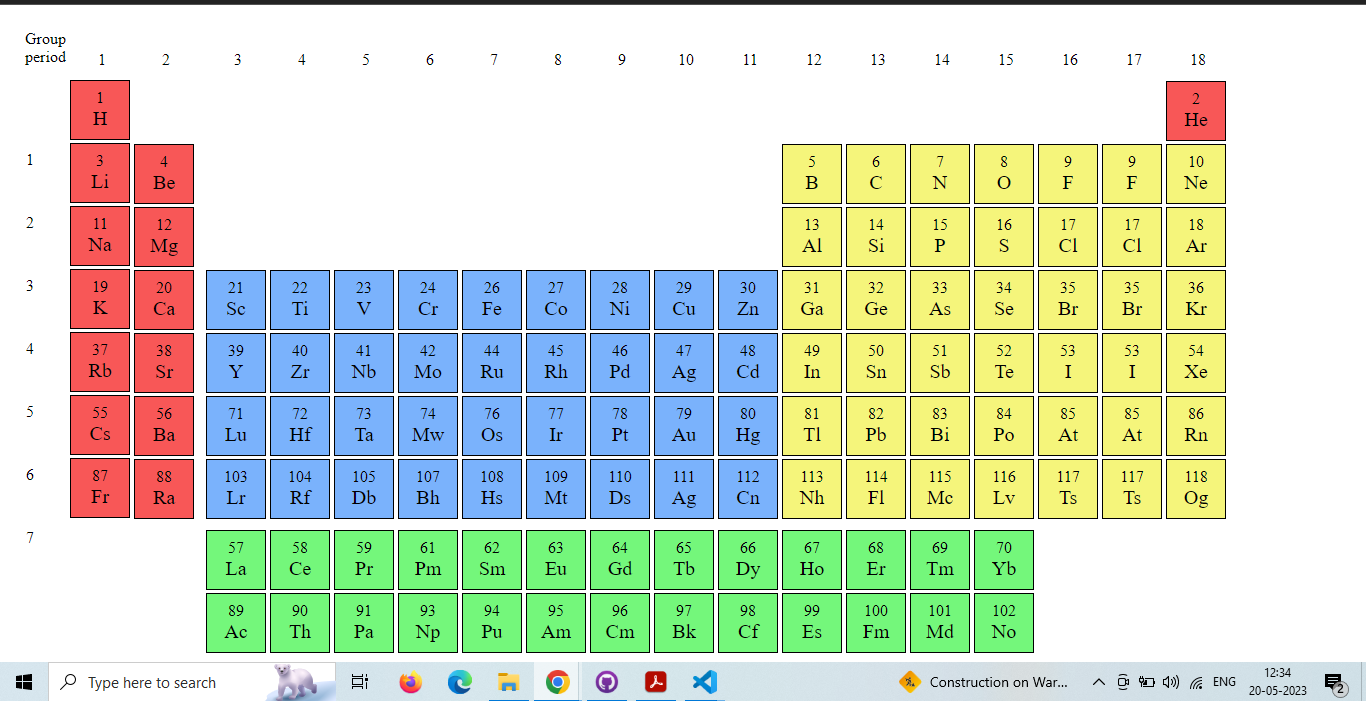 Group
period 1 2 3 4 5 6 7 8 9 10 11 12 13 14 15 16 17 18
1 2
H He
1 3 4 5 6 7 8 9 9 10
Li Be B C N O F F Ne
2 11 12 13 14 15 16 17 17 18
Na Mg Al Si P S Cl Cl Ar
3 19 20 21 22 23 24 26 27 28 29 30 31 32 33 34 35 35 36
K Ca Sc Ti V Cr Fe Co Ni Cu Zn Ga Ge As Se Br Br Kr
4 37 38 39 40 41 42 44 45 46 47 48 49 50 51 52 53 53 54
Rb Sr Y Zr Nb Mo Ru Rh Pd Ag Cd In Sn Sb Te I I Xe
5 55 56 71 72 73 74 76 77 78 79 80 81 82 83 84 85 85 86
Cs Ba Lu Hf Ta Mw Os Ir Pt Au Hg Tl Pb Bi Po At At Rn
6 87 88 103 104 105 107 108 109 110 111 112 113 114 115 116 117 117 118
Fr Ra Lr Rf Db Bh Hs Mt Ds Ag Cn Nh Fl Mc Lv Ts Ts Og
7 57 58 59 61 62 63 64 65 66 67 68 69 70
La Ce Pr Pm Sm Eu Gd Tb Dy Ho Er Tm Yb
89 90 91 93 94 95 96 97 98 99 100 101 102
Ac Th Pa Np Pu Am Cm Bk Cf Es Fm Md No
Type here to search Construction on War... ENG 12:34
20-05-2023 2